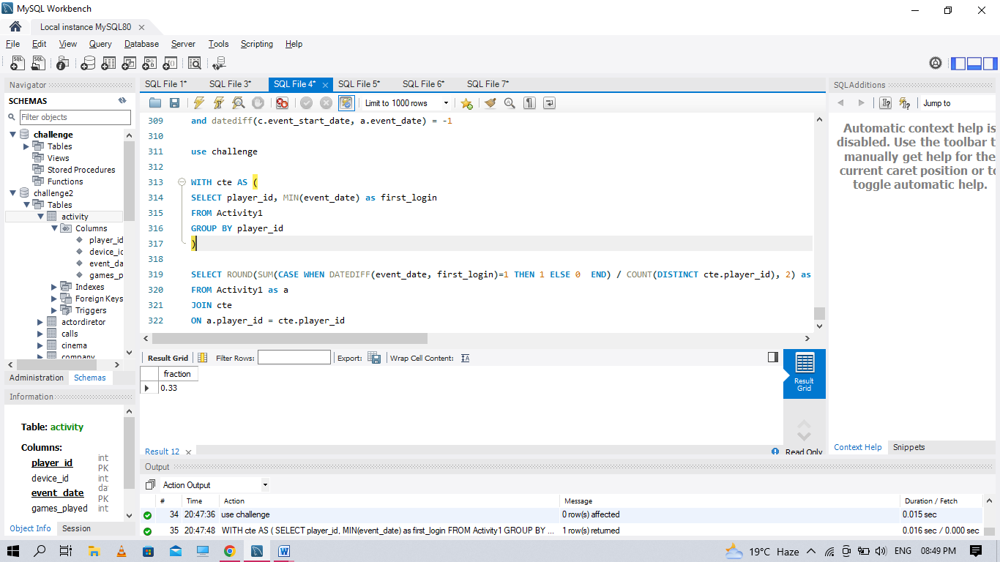 MySQL Workbench
Local instance MySQL80
File Edit View Query Database Server Tools Scripting Help
Navigator
SCHEMAS
Filter objects
challenge
Tables
Views
Stored Procedures
Functions
challenge2
Tables
activity
Columns
player_id
device_ic
event_da
games_p
Indexes
Foreign Keys
Triggers
actordiretor
calls
cinema
company
Administration Schemas
Information
Table: activity
Columns:
player_id int PK
device_id int
event_date da PK
games_played int
Object Info Session
SQL File 1* SQL File 3* SQL File 4* SQL File 5* SQL File 6* SQL File 7*
Limit to 1000 rows
309 and datediff(c.event_start_date, a.event_date) = -1
310
311 use challenge
312
313 WITH cte AS (
314 SELECT player_id, MIN(event_date) as first_login
315 FROM Activity1
316 GROUP BY player_id
317 )
318
319 SELECT ROUND(SUM(CASE WHEN DATEDIFF(event_date, first_login)=1 THEN 1 ELSE 0 END) / COUNT(DISTINCT cte.player_id), 2) as
320 FROM Activity1 as a
321 JOIN cte
322 ON a.player_id = cte.player_id
Result Grid Filter Rows: Export: Wrap Cell Content:
fraction
0.33
Result Grid
Result 12
Read Only
Output
Action Output
# Time Action Message Duration / Fetch
34 20:47:36 use challenge 0 row(s) affected 0.015 sec
35 20:47:48 WITH cte AS ( SELECT player_id, MIN(event_date) as first_login FROM Activity1 GROUP BY ... 1 row(s) returned 0.016 sec / 0.000 sec
SQLAdditions
Jump to
Automatic context help is
disabled. Use the toolbar t
manually get help for the
current caret position or to
toggle automatic help.
Context Help Snippets
19°C Haze ENG 08:49 PM